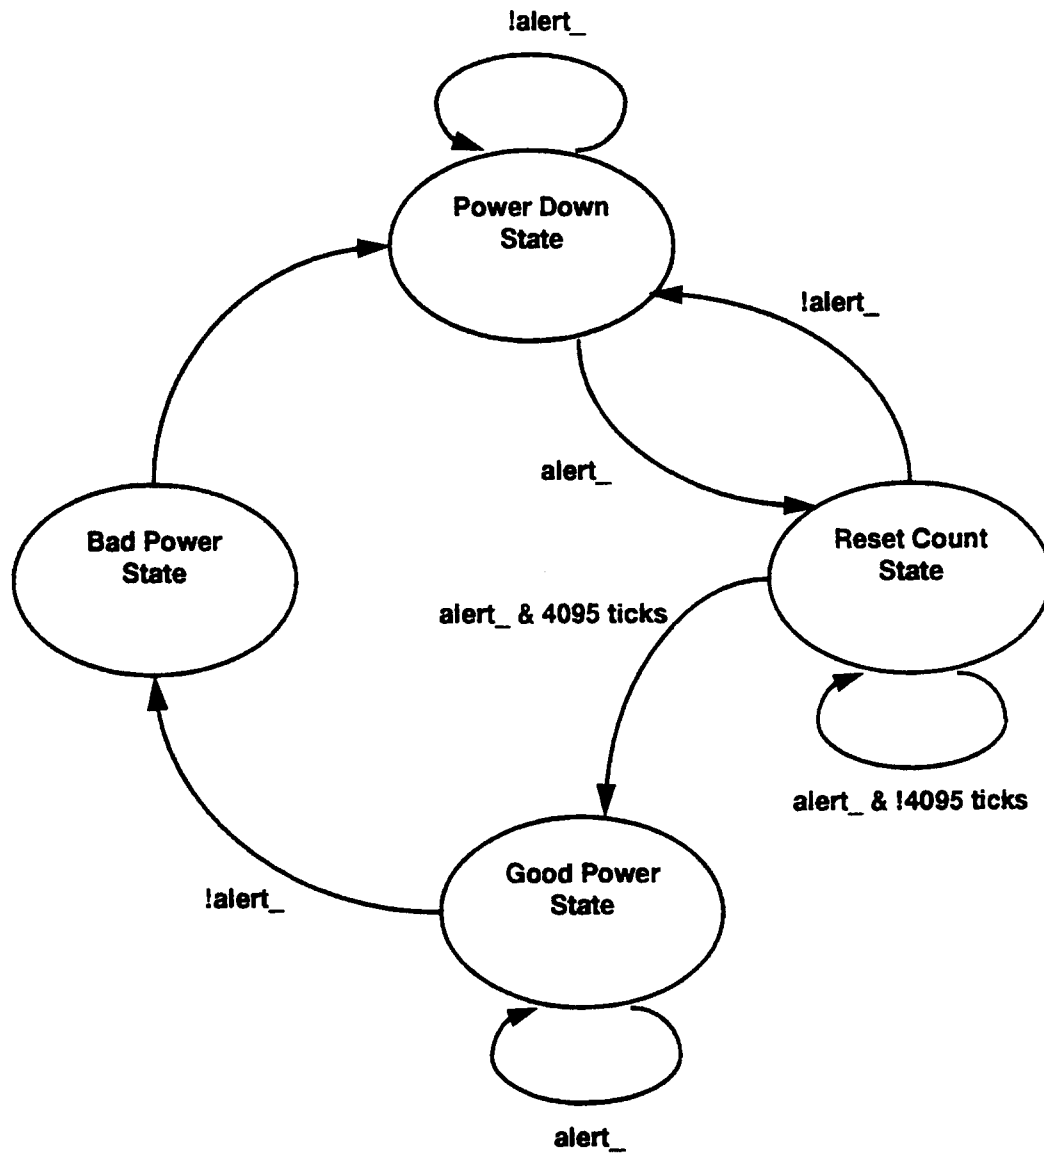 !alert_
Power Down
State
!alert_
alert_
Bad Power
State
Reset Count
State
alert_ & 4095 ticks
alert_ & !4095 ticks
Good Power
State
!alert_
alert_